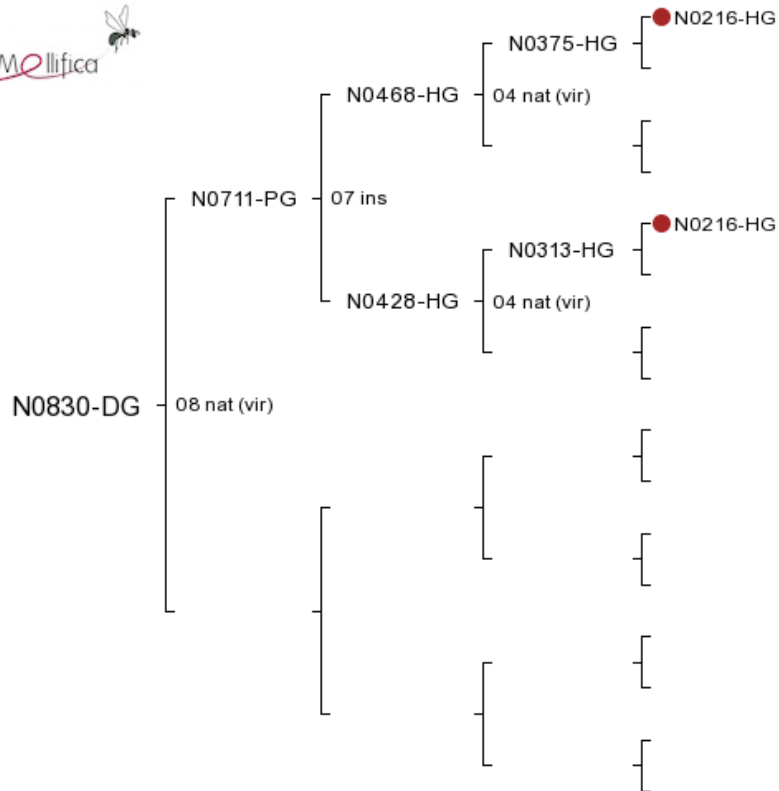 Mellifica
N0216-HG
N0375-HG
N0468-HG
04 nat (vir)
N0711-PG
07 ins
N0216-HG
N0313-HG
N0428-HG
04 nat (vir)
N0830-DG
08 nat (vir)